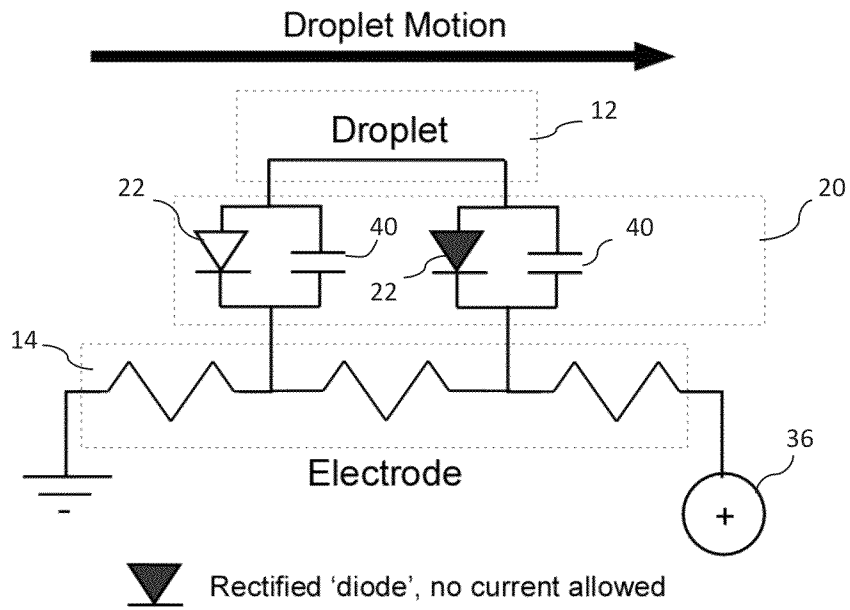 Droplet Motion
12
Droplet
22
20
40
40
22
14
36
+
Electrode
Rectified 'diode', no current allowed